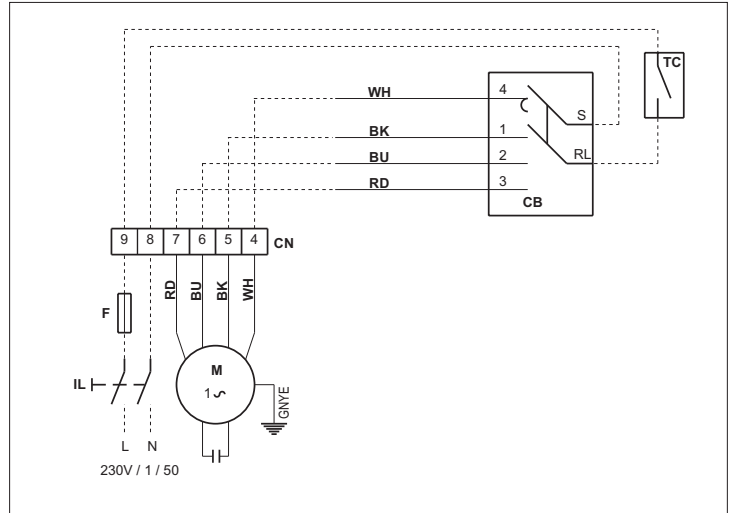 TC
WH
4
S
BK
1
BU
2
RL
RD
3
CB
9 8 7 6 5 4 CN
RD
BU
BK
WH
F
M
1
IL
GNYE
L N
230V / 1 / 50